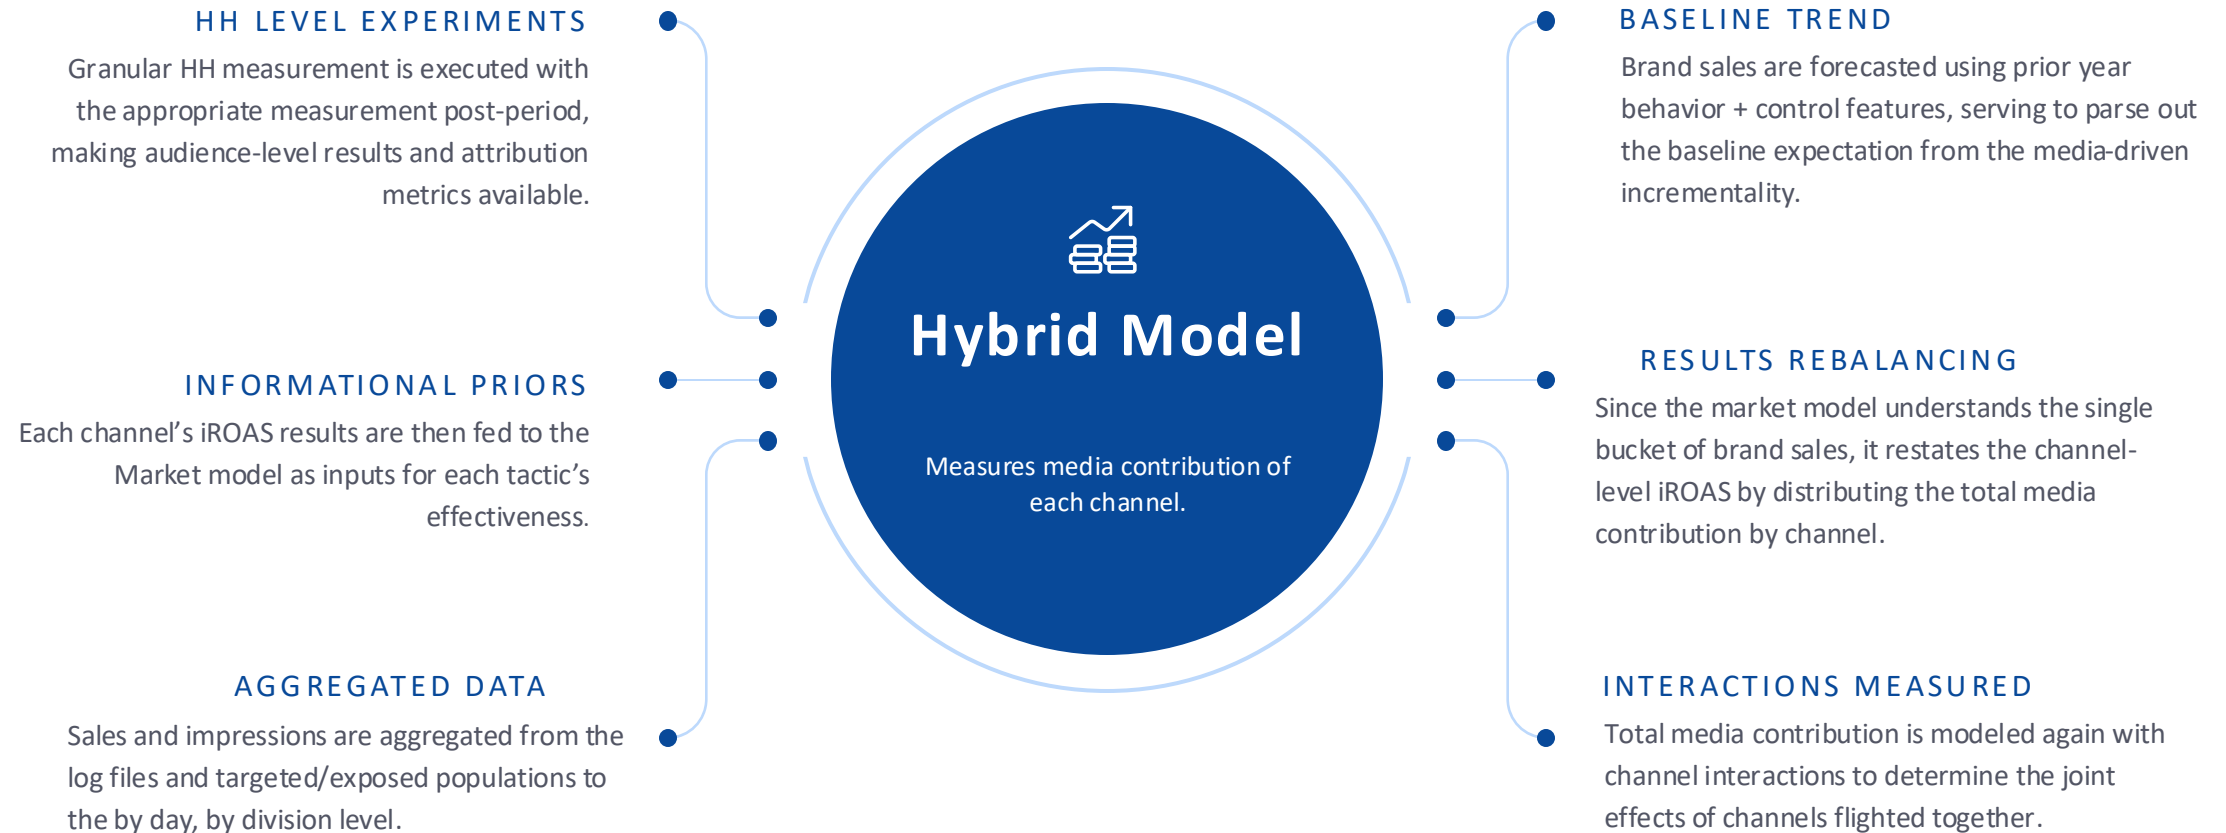 HH LEVEL EXPERIMENTS
Granular HH measurement is executed with
the appropriate measurement post-period,
making audience-level results and attribution
metrics available.
INFORMATIONAL PRIORS
Each channel’s iROAS results are then fed to the
Market model as inputs for each tactic’s
effectiveness.
AGGREGATED DATA
Sales and impressions are aggregated from the
log files and targeted/exposed populations to
the by day, by division level.
Hybrid Model
Measures media contribution of
each channel.
BASELINE TREND
Brand sales are forecasted using prior year
behavior + control features, serving to parse out
the baseline expectation from the media-driven
incrementality.
RESULTS REBALANCING
Since the market model understands the single
bucket of brand sales, it restates the channel-
level iROAS by distributing the total media
contribution by channel.
INTERACTIONS MEASURED
Total media contribution is modeled again with
channel interactions to determine the joint
effects of channels flighted together.